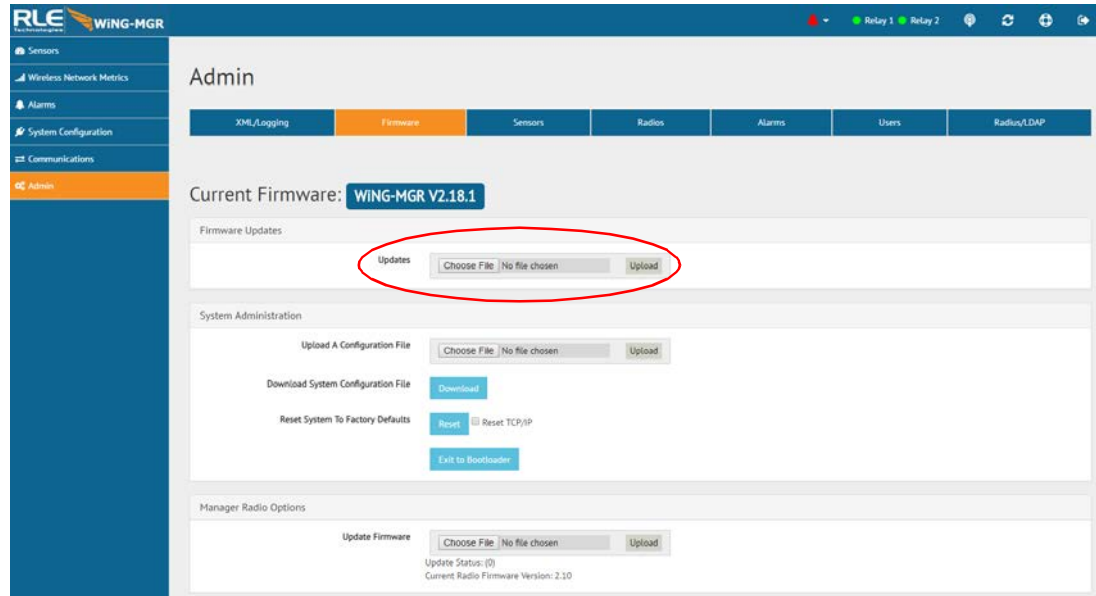 RLE WiNG-MGR
Technologies
Relay 1 Relay 2
Sensors
Wireless Network Metrics
Alarms
System Configuration
Communications
Admin
Admin
XML/Logging Firmware Sensors Radios Alarms Users Radius/LDAP
Current Firmware: WiNG-MGR V2.18.1
Firmware Updates
Updates Choose File No file chosen Upload
System Administration
Upload A Configuration File Choose File No file chosen Upload
Download System Configuration File Download
Reset System To Factory Defaults Reset Reset TCP/IP
Exit to Bootloader
Manager Radio Options
Update Firmware Choose File No file chosen Upload
Update Status: (0)
Current Radio Firmware Version: 2.10